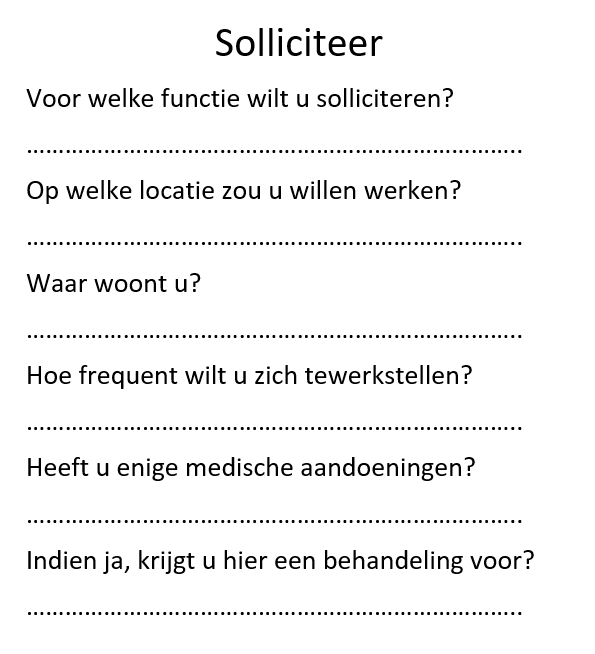 Solliciteer
Voor welke functie wilt u solliciteren?
……………………………………………………………………..
Op welke locatie zou u willen werken?
……………………………………………………………………..
Waar woont u?
……………………………………………………………………..
Hoe frequent wilt u zich tewerkstellen?
……………………………………………………………………..
Heeft u enige medische aandoeningen?
……………………………………………………………………..
Indien ja, krijgt u hier een behandeling voor?
……………………………………………………………………..